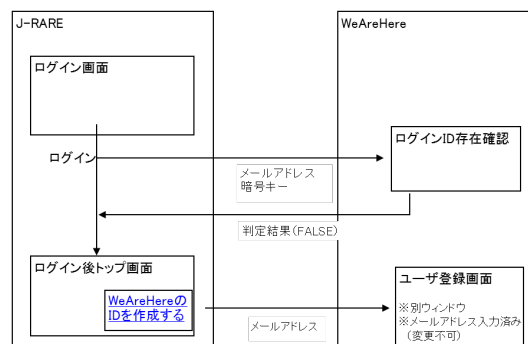 J-RARE
WeAreHere
ログイン画面
ログインID存在確認
ログイン
メールアドレス
暗号キー
判定結果(FALSE)
ログイン後トップ画面
WeAreHereの
IDを作成する
メールアドレス
ユーザ登録画面
※別ウィンドウ
※メールアドレス入力済み
(変更不可)